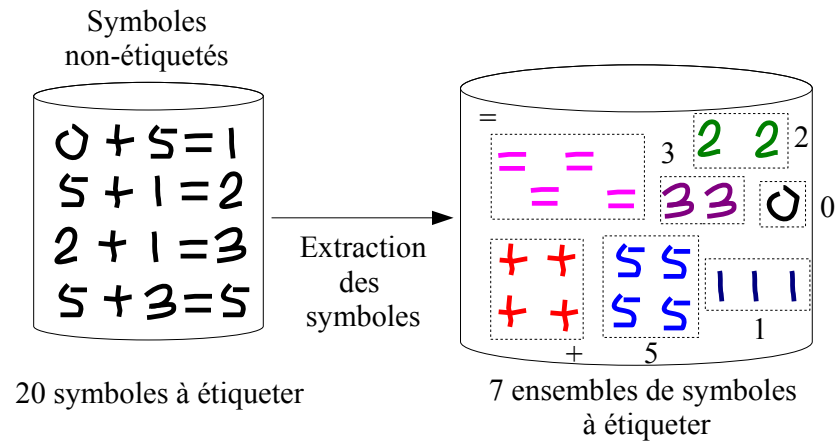 Symboles
non-étiquetés
0 + 5 = 1
5 + 1 = 2
2 + 1 = 3
5 + 3 = 5
20 symboles à étiqueter
Extraction
des
symboles
=
= =
= =
3
3 3
2 2
2
0
0
+ +
+ +
+
5 5
5 5
5
1 1 1
1
7 ensembles de symboles
à étiqueter